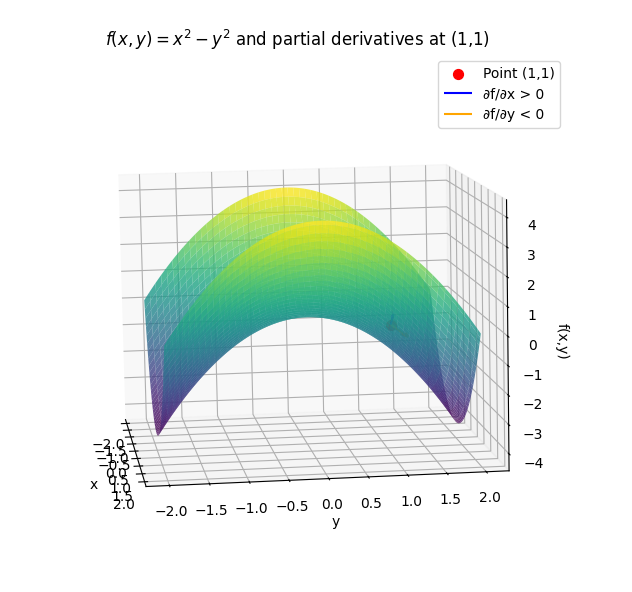 f(x, y) = x² − y² and partial derivatives at (1,1)
Point (1,1)
∂f/∂x > 0
∂f/∂y < 0
4
3
2
1
0
−1
−2
−3
−4
f(x,y)
−2.0
−1.5
−1.0
−0.5
0.0
0.5
1.0
1.5
2.0
x
−2.0 −1.5 −1.0 −0.5 0.0 0.5 1.0 1.5 2.0
y